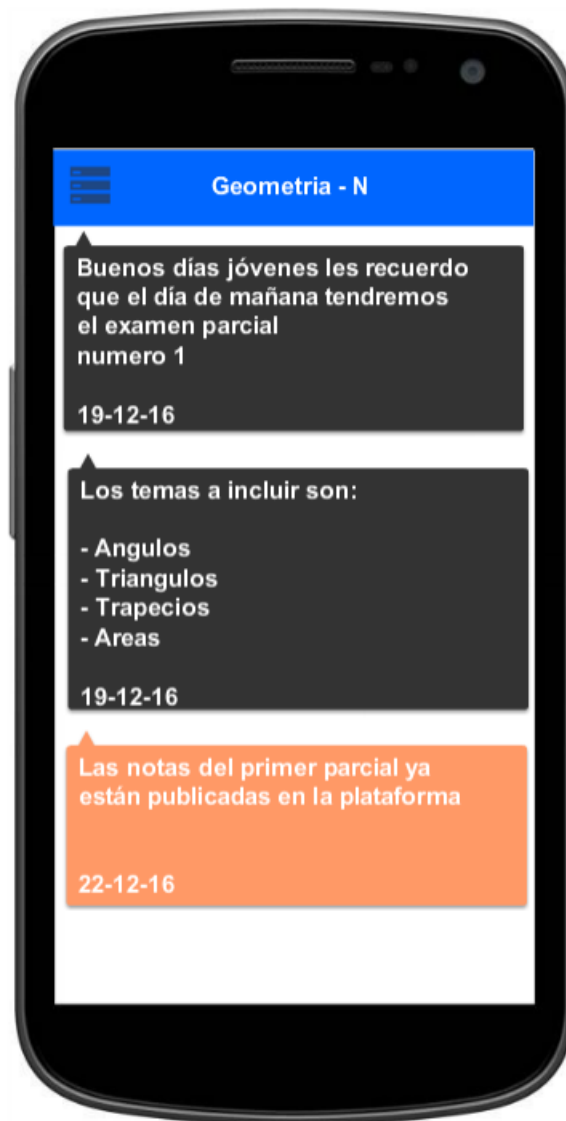 Geometria - N
Buenos días jóvenes les recuerdo
que el día de mañana tendremos
el examen parcial
numero 1
19-12-16
Los temas a incluir son:
- Angulos
- Triangulos
- Trapecios
- Areas
19-12-16
Las notas del primer parcial ya
están publicadas en la plataforma
22-12-16